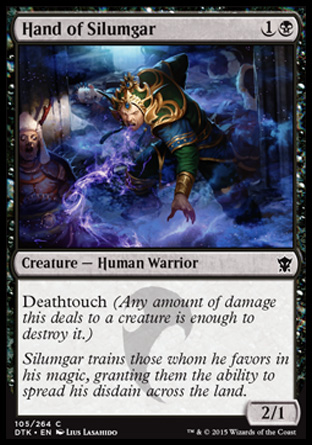 Hand of Silumgar 1
Creature — Human Warrior
Deathtouch (Any amount of damage
this deals to a creature is enough to
destroy it.)
Silumgar trains those whom he favors in
his magic, granting them the ability to
spread his disdain across the land.
2/1
105/264 C
DTK • EN Lius Lasahido
™ & © 2015 Wizards of the Coast